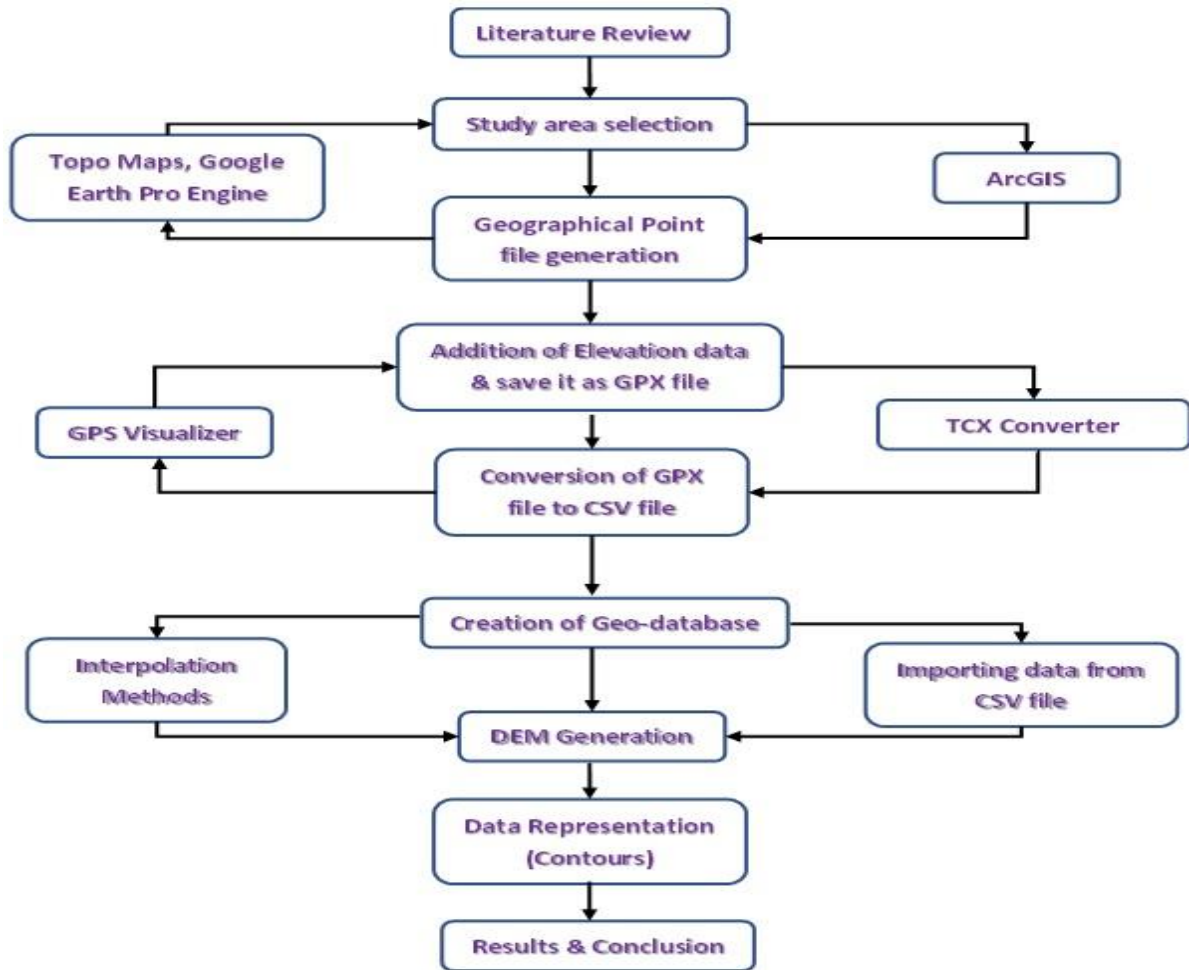 Literature Review
Study area selection
Topo Maps, Google
Earth Pro Engine
ArcGIS
Geographical Point
file generation
Addition of Elevation data
& save it as GPX file
GPS Visualizer
TCX Converter
Conversion of GPX
file to CSV file
Creation of Geo-database
Interpolation
Methods
Importing data from
CSV file
DEM Generation
Data Representation
(Contours)
Results & Conclusion